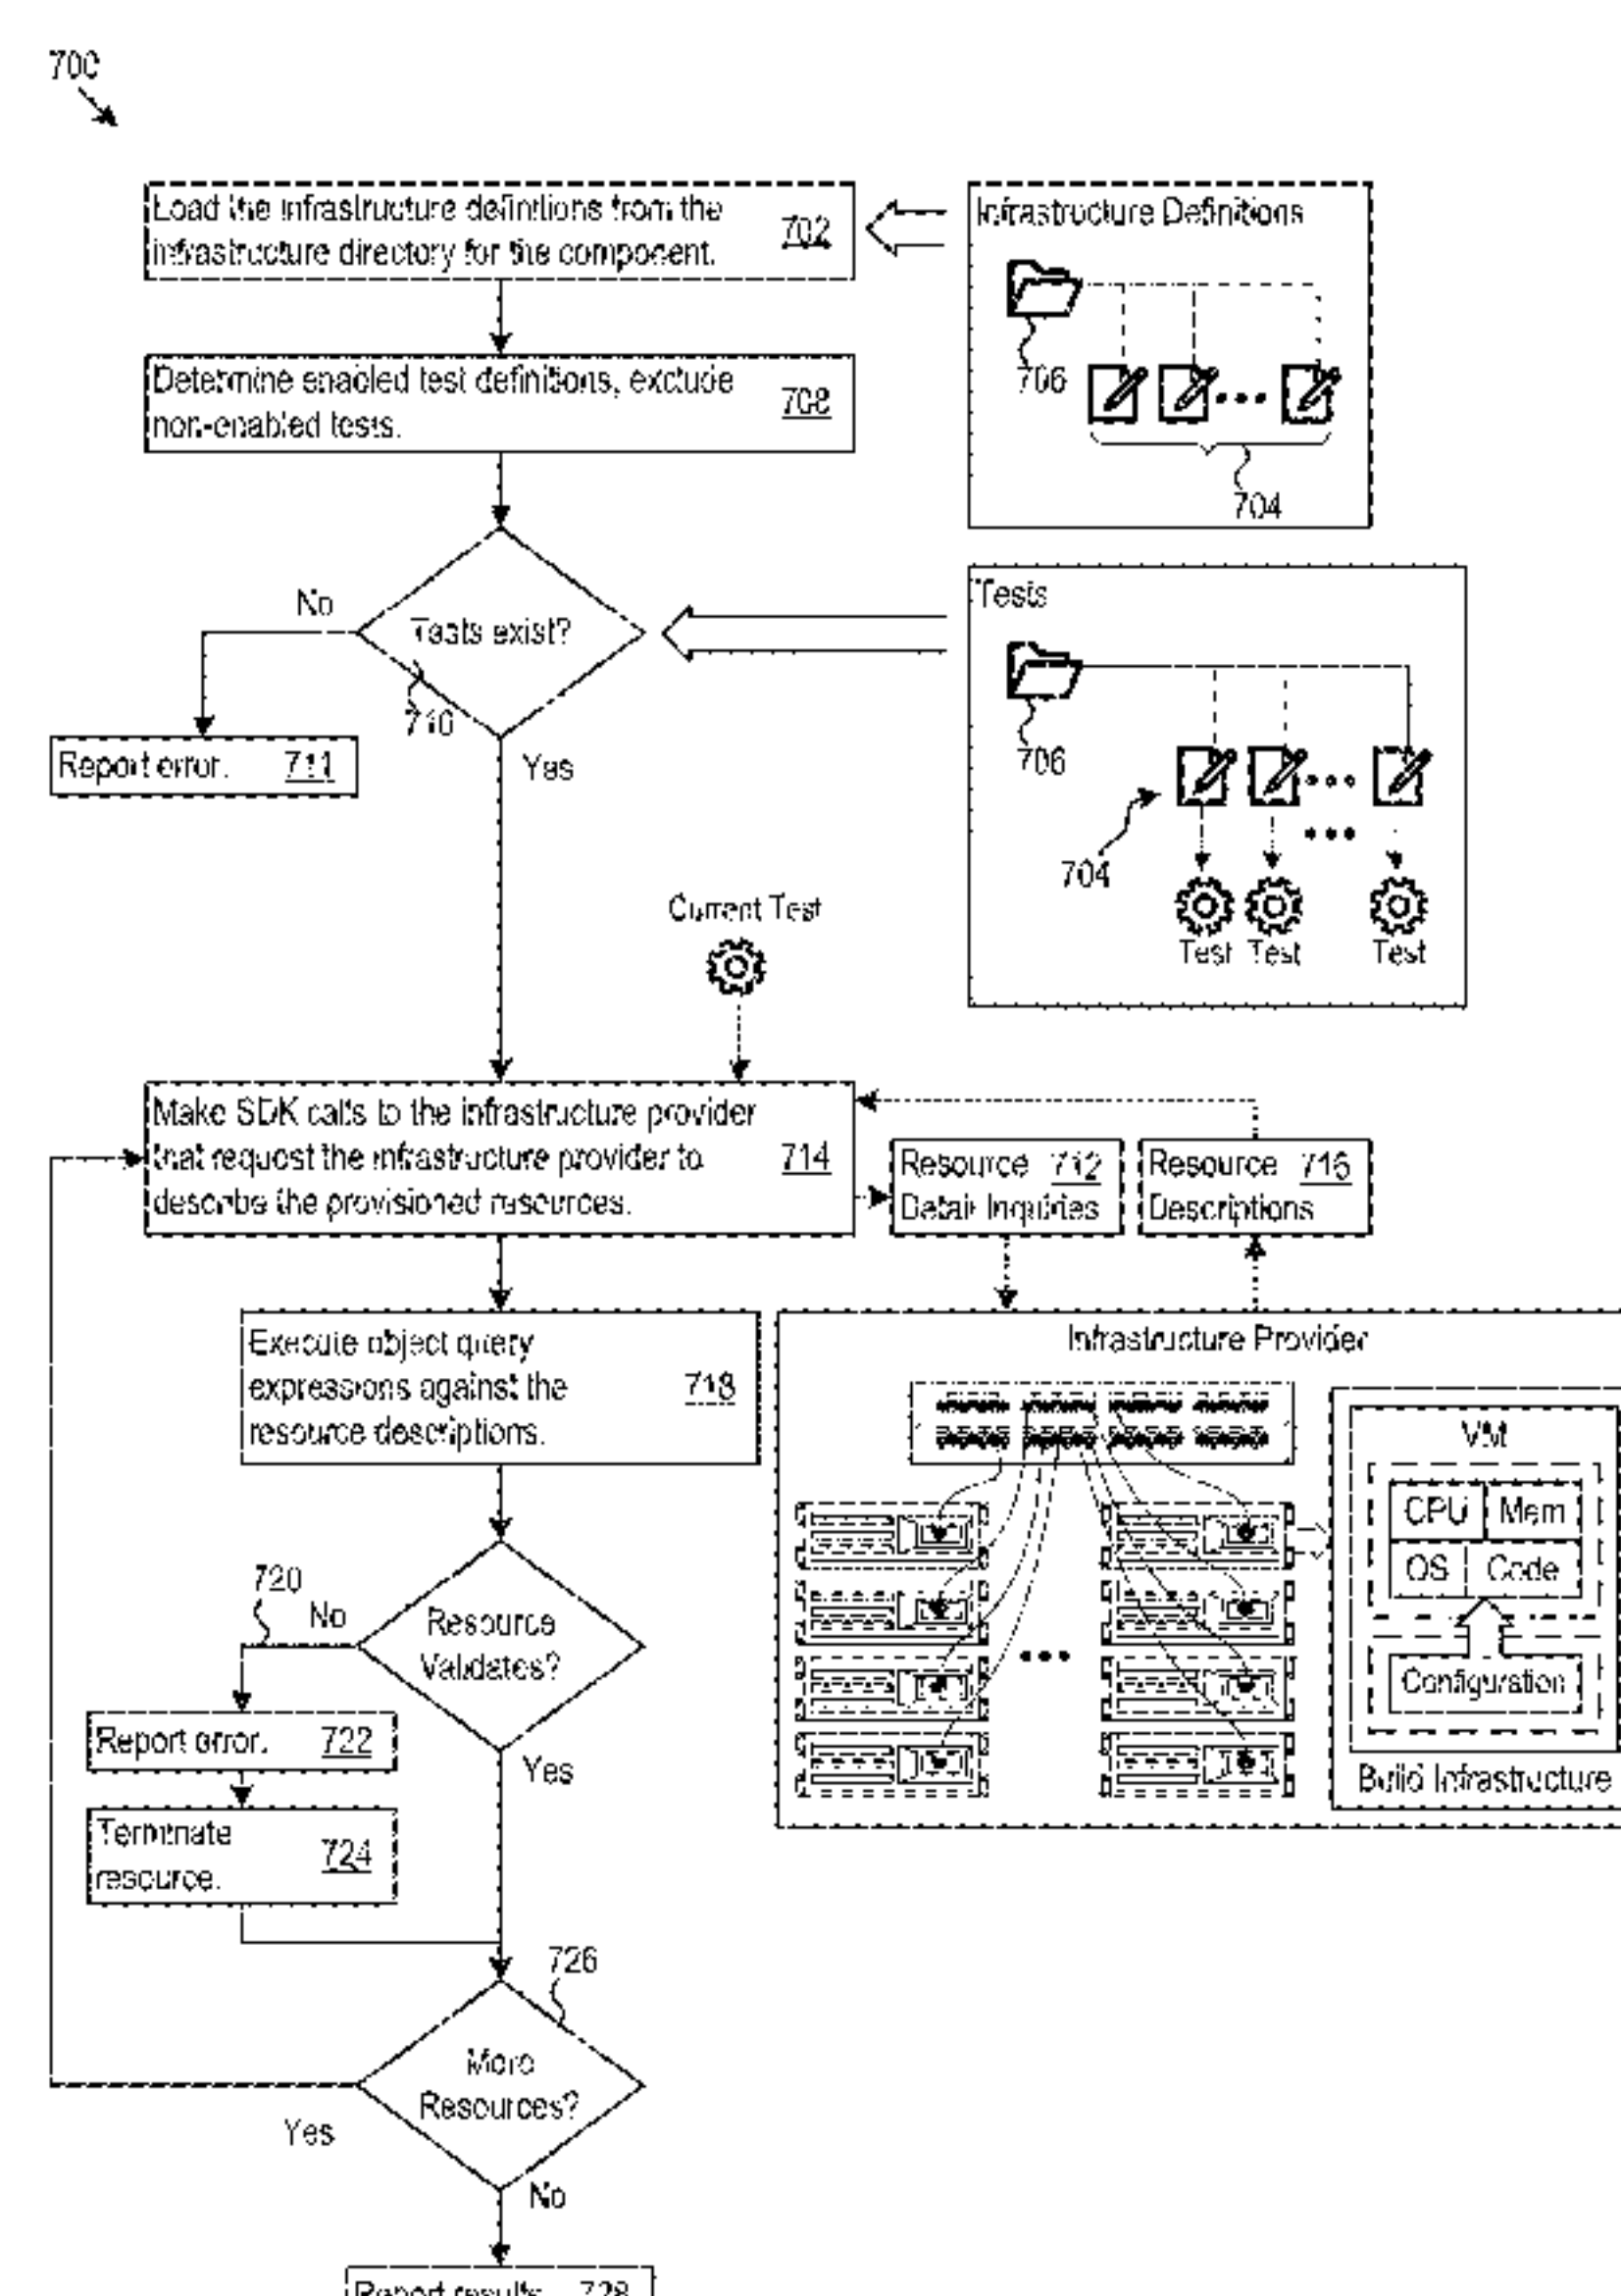 700
Load the infrastructure definitions from the
infrastructure directory for the component.
702
Infrastructure Definitions
706
704
Determine enabled test definitions, exclude
non-enabled tests.
708
Tests exist?
710
No
Yes
Report error.
711
Tests
706
704
Test
Test
Test
Current Test
Make SDK calls to the infrastructure provider
that request the infrastructure provider to
describe the provisioned resources.
714
Resource
Detail Inquiries
712
Resource
Descriptions
716
Execute object query
expressions against the
resource descriptions.
718
Infrastructure Provider
VM
CPU
Mem
OS
Code
Configuration
Build Infrastructure
720
No
Resource
Validates?
Yes
Report error.
722
Terminate
resource.
724
726
More
Resources?
Yes
No
Report results.
728